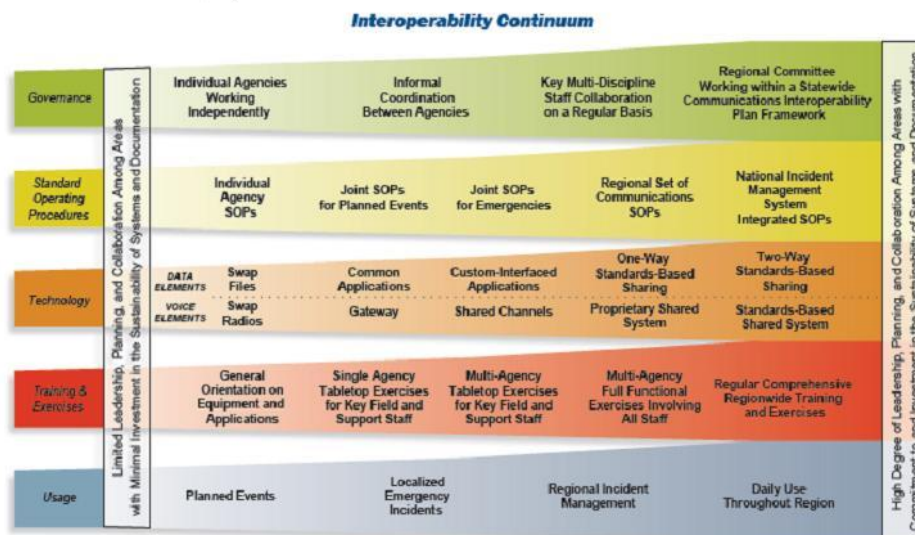 Interoperability Continuum
Limited Leadership, Planning, and Collaboration Among Areas
with Minimal Investment in the Sustainability of Systems and Documentation
Governance
Individual Agencies
Working
Independently
Informal
Coordination
Between Agencies
Key Multi-Discipline
Staff Collaboration
on a Regular Basis
Regional Committee
Working within a Statewide
Communications Interoperability
Plan Framework
Standard
Operating
Procedures
Individual
Agency
SOPs
Joint SOPs
for Planned Events
Joint SOPs
for Emergencies
Regional Set of
Communications
SOPs
National Incident
Management
System
Integrated SOPs
Technology
DATA
ELEMENTS
Swap
Files
Common
Applications
Custom-Interfaced
Applications
One-Way
Standards-Based
Sharing
Two-Way
Standards-Based
Sharing
VOICE
ELEMENTS
Swap
Radios
Gateway
Shared Channels
Proprietary Shared
System
Standards-Based
Shared System
Training &
Exercises
General
Orientation on
Equipment and
Applications
Single Agency
Tabletop Exercises
for Key Field and
Support Staff
Multi-Agency
Tabletop Exercises
for Key Field and
Support Staff
Multi-Agency
Full Functional
Exercises Involving
All Staff
Regular Comprehensive
Regionwide Training
and Exercises
Usage
Planned Events
Localized
Emergency
Incidents
Regional Incident
Management
Daily Use
Throughout Region
High Degree of Leadership, Planning, and Collaboration Among Areas with